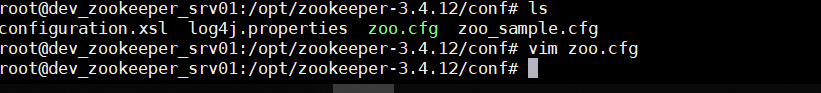 root@dev_zookeeper_srv01:/opt/zookeeper-3.4.12/conf# ls
configuration.xsl  log4j.properties  zoo.cfg  zoo_sample.cfg
root@dev_zookeeper_srv01:/opt/zookeeper-3.4.12/conf# vim zoo.cfg
root@dev_zookeeper_srv01:/opt/zookeeper-3.4.12/conf#